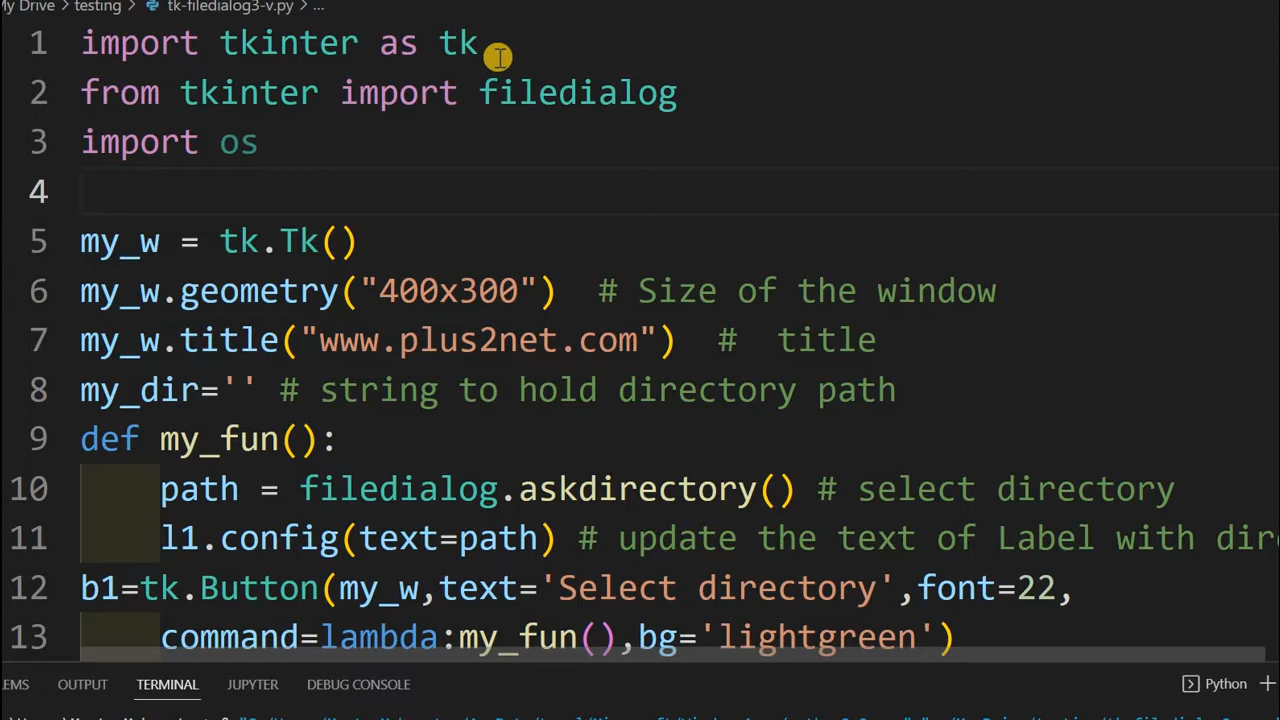 My Drive > testing > tk-filedialog3-v.py > ...
1 import tkinter as tk
2 from tkinter import filedialog
3 import os
4
5 my_w = tk.Tk()
6 my_w.geometry("400x300")  # Size of the window
7 my_w.title("www.plus2net.com")  #  title
8 my_dir='' # string to hold directory path
9 def my_fun():
10     path = filedialog.askdirectory() # select directory
11     l1.config(text=path) # update the text of Label with dire
12 b1=tk.Button(my_w,text='Select directory',font=22,
13     command=lambda:my_fun(),bg='lightgreen')
LEMS OUTPUT TERMINAL JUPYTER DEBUG CONSOLE Python